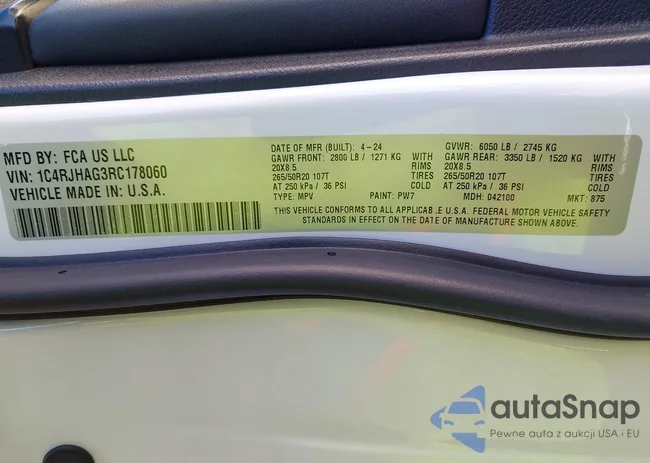 MFD BY: FCA US LLC
VIN: 1C4RJHAG3RC178060
VEHICLE MADE IN U.S.A.
DATE OF MFR (BUILT): 4-24
GAWR FRONT: 2800 LB / 1271 KG WITH
20X8.5 RIMS
265/50R20 107T TIRES
AT 250 kPa / 36 PSI COLD
TYPE: MPV PAINT: PW7
GVWR: 6050 LB / 2745 KG
GAWR REAR: 3350 LB / 1520 KG WITH
20X8.5 RIMS
265/50R20 107T TIRES
AT 250 kPa / 36 PSI COLD
MDH: 042100 MKT: 875
THIS VEHICLE CONFORMS TO ALL APPLICABLE U.S.A. FEDERAL MOTOR VEHICLE SAFETY
STANDARDS IN EFFECT ON THE DATE OF MANUFACTURE SHOWN ABOVE.
autaSnap
Pewne auta z aukcji USA i EU